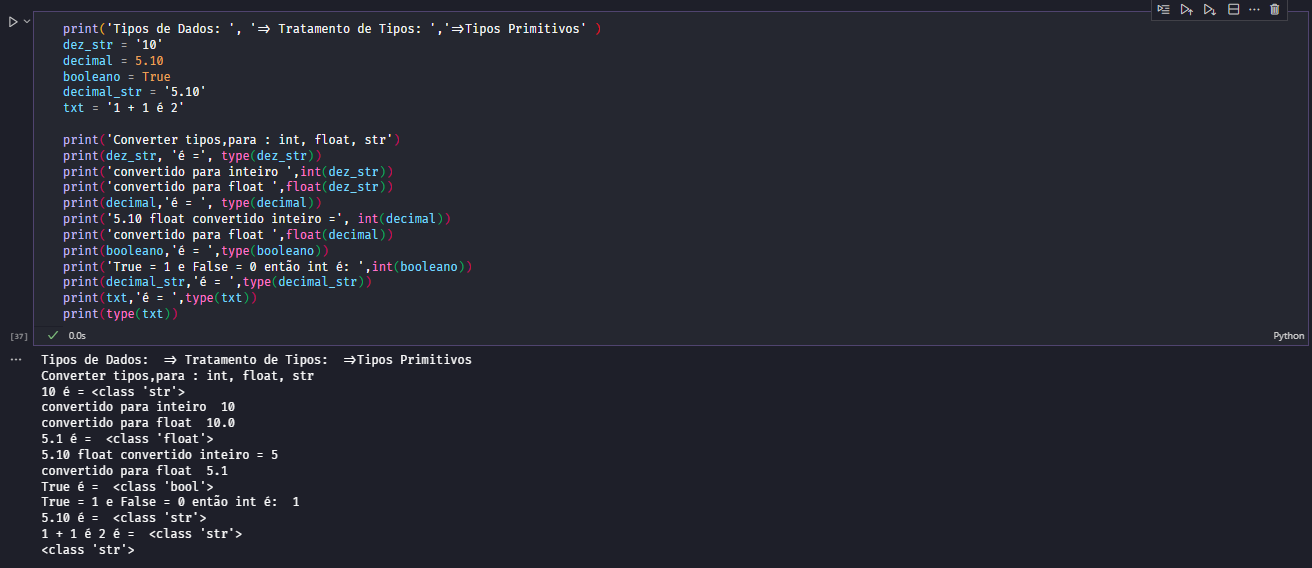 print('Tipos de Dados: ', '=> Tratamento de Tipos: ','=>Tipos Primitivos' )
dez_str = '10'
decimal = 5.10
booleano = True
decimal_str = '5.10'
txt = '1 + 1 é 2'
print('Converter tipos,para : int, float, str')
print(dez_str, 'é =', type(dez_str))
print('convertido para inteiro ',int(dez_str))
print('convertido para float ',float(dez_str))
print(decimal,'é = ', type(decimal))
print('5.10 float convertido inteiro =', int(decimal))
print('convertido para float ',float(decimal))
print(booleano,'é = ',type(booleano))
print('True = 1 e False = 0 então int é: ',int(booleano))
print(decimal_str,'é = ',type(decimal_str))
print(txt,'é = ',type(txt))
print(type(txt))
[37] 0.0s Python
Tipos de Dados:  => Tratamento de Tipos:  =>Tipos Primitivos
Converter tipos,para : int, float, str
10 é = <class 'str'>
convertido para inteiro  10
convertido para float  10.0
5.1 é =  <class 'float'>
5.10 float convertido inteiro = 5
convertido para float  5.1
True é =  <class 'bool'>
True = 1 e False = 0 então int é:  1
5.10 é =  <class 'str'>
1 + 1 é 2 é =  <class 'str'>
<class 'str'>